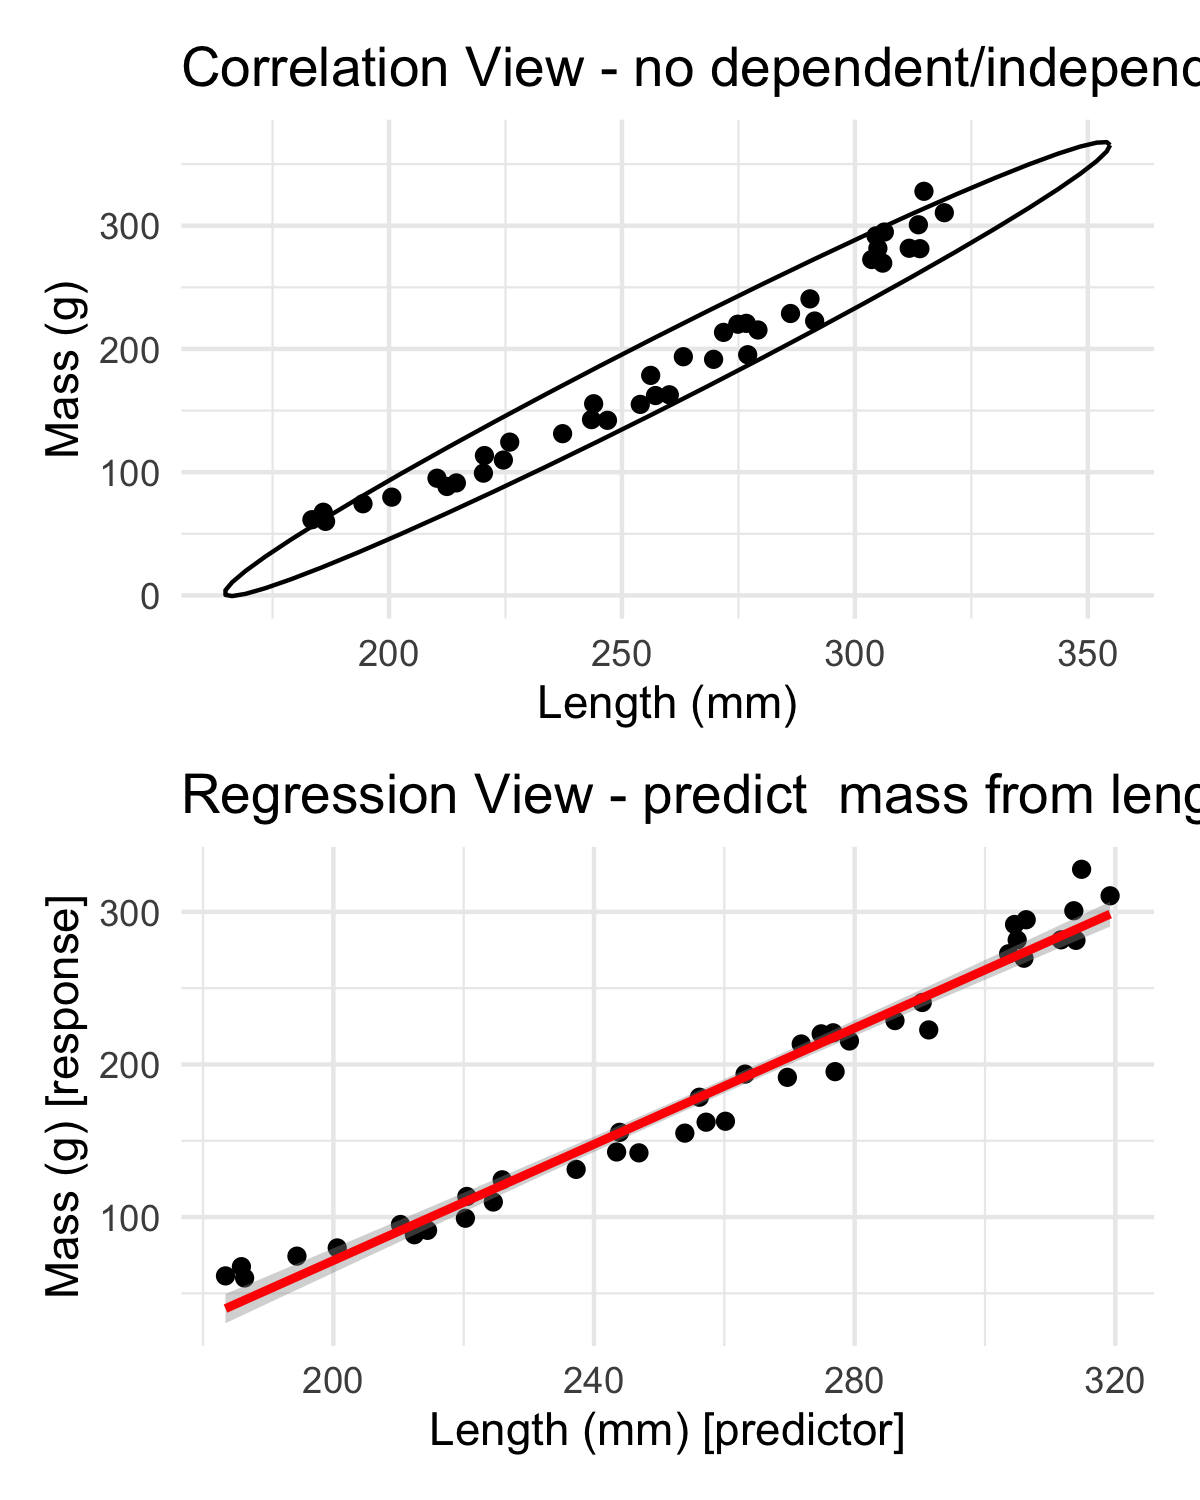 Correlation View - no dependent/independ
Mass (g)
300
200
100
0
200 250 300 350
Length (mm)
Regression View - predict  mass from leng
Mass (g) [response]
300
200
100
200 240 280 320
Length (mm) [predictor]